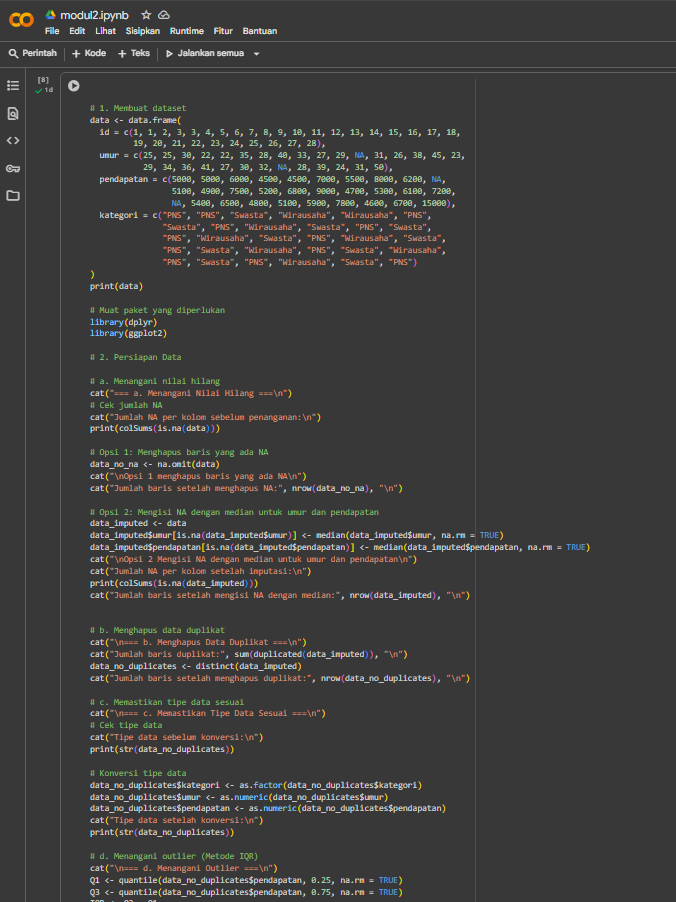 CO modul2.ipynb
File Edit Lihat Sisipkan Runtime Fitur Bantuan
Perintah + Kode + Teks Jalankan semua
[8]
1d
# 1. Membuat dataset
data <- data.frame(
  id = c(1, 1, 2, 3, 3, 4, 5, 6, 7, 8, 9, 10, 11, 12, 13, 14, 15, 16, 17, 18,
         19, 20, 21, 22, 23, 24, 25, 26, 27, 28),
  umur = c(25, 25, 30, 22, 22, 35, 28, 40, 33, 27, 29, NA, 31, 26, 38, 45, 23,
           29, 34, 36, 41, 27, 30, 32, NA, 28, 39, 24, 31, 50),
  pendapatan = c(5000, 5000, 6000, 4500, 4500, 7000, 5500, 8000, 6200, NA,
                 5100, 4900, 7500, 5200, 6800, 9000, 4700, 5300, 6100, 7200,
                 NA, 5400, 6500, 4800, 5100, 5900, 7800, 4600, 6700, 15000),
  kategori = c("PNS", "PNS", "Swasta", "Wirausaha", "Wirausaha", "PNS",
               "Swasta", "PNS", "Wirausaha", "Swasta", "PNS", "Swasta",
               "PNS", "Wirausaha", "Swasta", "PNS", "Wirausaha", "Swasta",
               "PNS", "Swasta", "Wirausaha", "PNS", "Swasta", "Wirausaha",
               "PNS", "Swasta", "PNS", "Wirausaha", "Swasta", "PNS")
)
print(data)
# Muat paket yang diperlukan
library(dplyr)
library(ggplot2)
# 2. Persiapan Data
# a. Menangani nilai hilang
cat("=== a. Menangani Nilai Hilang ===\n")
# Cek jumlah NA
cat("Jumlah NA per kolom sebelum penanganan:\n")
print(colSums(is.na(data)))
# Opsi 1: Menghapus baris yang ada NA
data_no_na <- na.omit(data)
cat("\nOpsi 1 menghapus baris yang ada NA\n")
cat("Jumlah baris setelah menghapus NA:", nrow(data_no_na), "\n")
# Opsi 2: Mengisi NA dengan median untuk umur dan pendapatan
data_imputed <- data
data_imputed$umur[is.na(data_imputed$umur)] <- median(data_imputed$umur, na.rm = TRUE)
data_imputed$pendapatan[is.na(data_imputed$pendapatan)] <- median(data_imputed$pendapatan, na.rm = TRUE)
cat("\nOpsi 2 Mengisi NA dengan median untuk umur dan pendapatan\n")
cat("Jumlah NA per kolom setelah imputasi:\n")
print(colSums(is.na(data_imputed)))
cat("Jumlah baris setelah mengisi NA dengan median:", nrow(data_imputed), "\n")
# b. Menghapus data duplikat
cat("\n=== b. Menghapus Data Duplikat ===\n")
cat("Jumlah baris duplikat:", sum(duplicated(data_imputed)), "\n")
data_no_duplicates <- distinct(data_imputed)
cat("Jumlah baris setelah menghapus duplikat:", nrow(data_no_duplicates), "\n")
# c. Memastikan tipe data sesuai
cat("\n=== c. Memastikan Tipe Data Sesuai ===\n")
# Cek tipe data
cat("Tipe data sebelum konversi:\n")
print(str(data_no_duplicates))
# Konversi tipe data
data_no_duplicates$kategori <- as.factor(data_no_duplicates$kategori)
data_no_duplicates$umur <- as.numeric(data_no_duplicates$umur)
data_no_duplicates$pendapatan <- as.numeric(data_no_duplicates$pendapatan)
cat("Tipe data setelah konversi:\n")
print(str(data_no_duplicates))
# d. Menangani outlier (Metode IQR)
cat("\n=== d. Menangani Outlier ===\n")
Q1 <- quantile(data_no_duplicates$pendapatan, 0.25, na.rm = TRUE)
Q3 <- quantile(data_no_duplicates$pendapatan, 0.75, na.rm = TRUE)